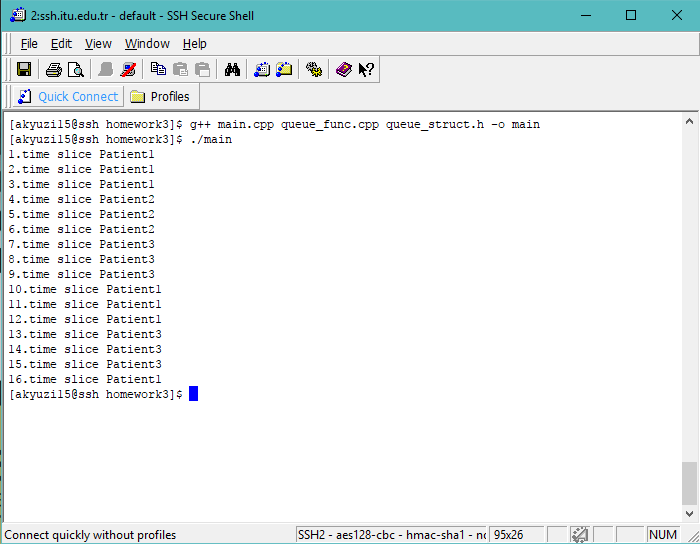 2:ssh.itu.edu.tr - default - SSH Secure Shell
File Edit View Window Help
Quick Connect Profiles
[akyuzi15@ssh homework3]$ g++ main.cpp queue_func.cpp queue_struct.h -o main
[akyuzi15@ssh homework3]$ ./main
1.time slice Patient1
2.time slice Patient1
3.time slice Patient1
4.time slice Patient2
5.time slice Patient2
6.time slice Patient2
7.time slice Patient3
8.time slice Patient3
9.time slice Patient3
10.time slice Patient1
11.time slice Patient1
12.time slice Patient1
13.time slice Patient3
14.time slice Patient3
15.time slice Patient3
16.time slice Patient1
[akyuzi15@ssh homework3]$
Connect quickly without profiles SSH2 - aes128-cbc - hmac-sha1 - nc 95x26 NUM